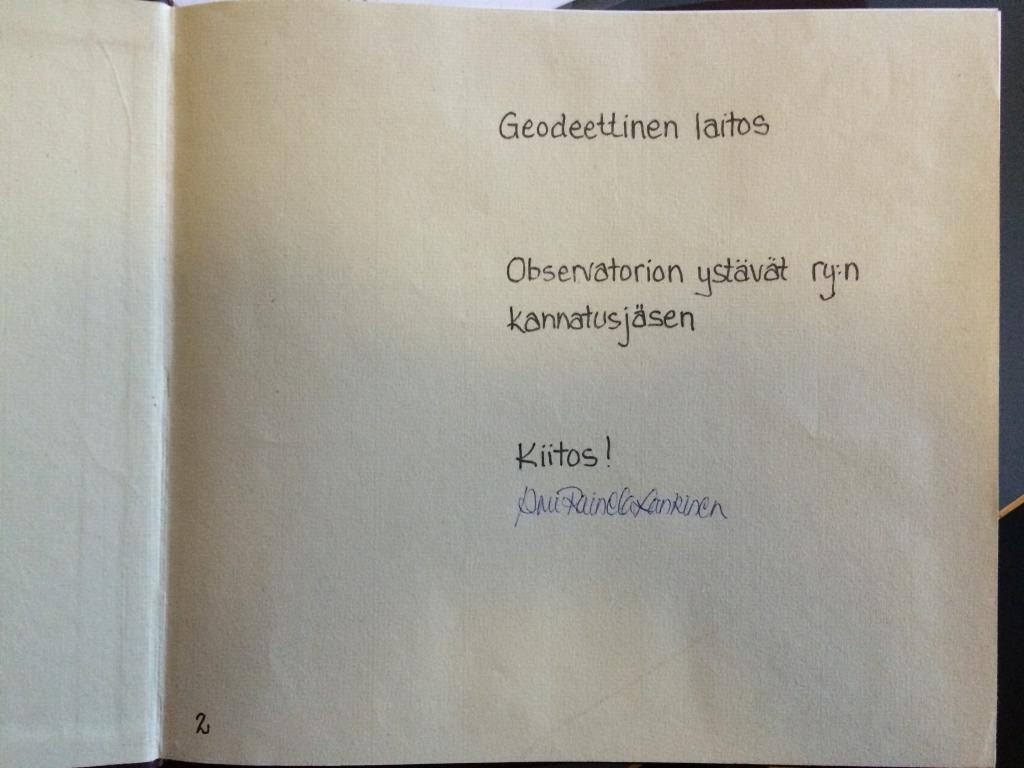 Geodeettinen laitos
Observatorion ystävät ry:n
kannatusjäsen
Kiitos!
2